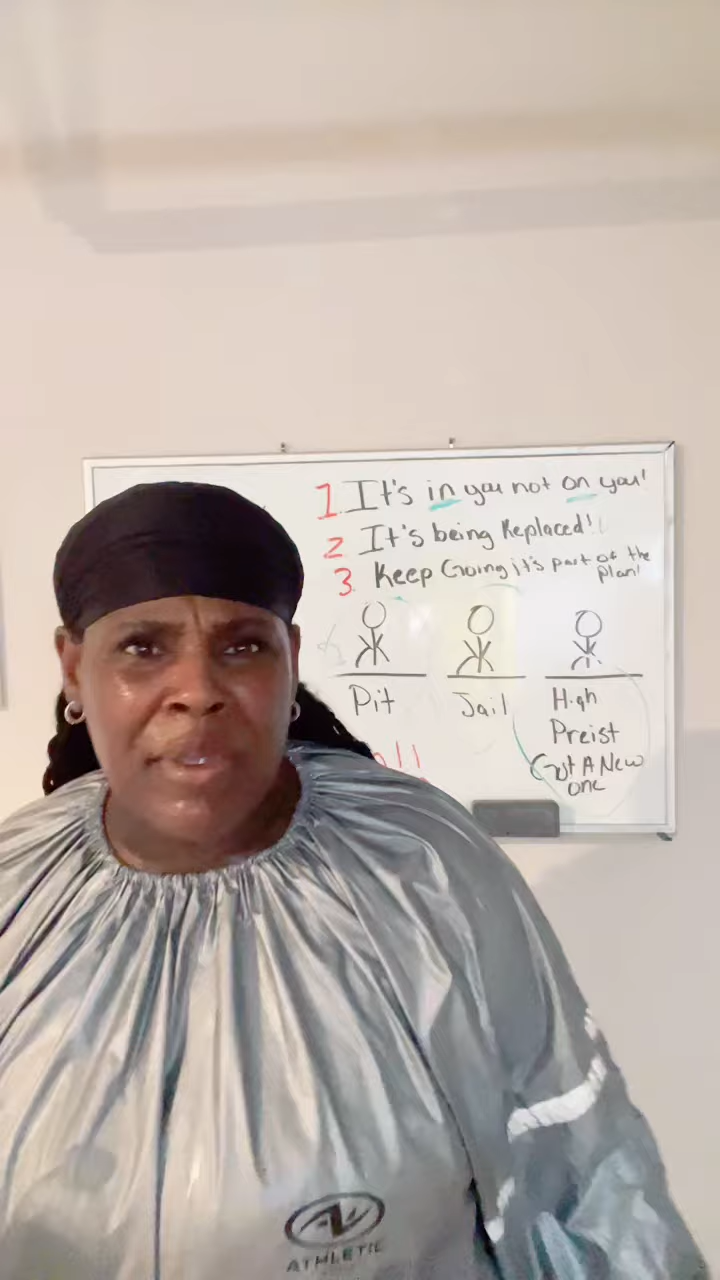 1. It's in you not on you!
2 It's being Replaced!
3. Keep Going it's part of the
plan!
Pit
Jail
High
Preist
Got A New
one
ATHLETIC